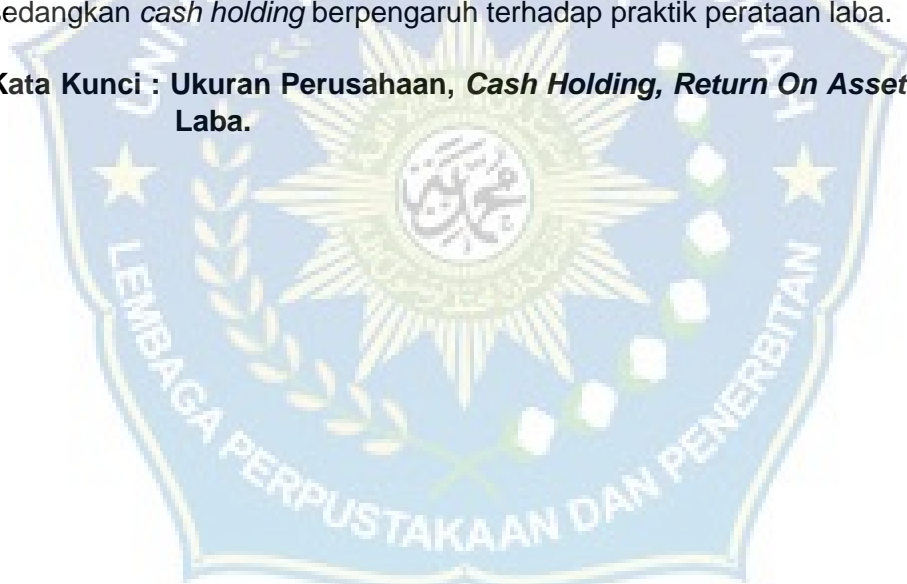 sedangkan cash holding berpengaruh terhadap praktik perataan laba.
Kata Kunci : Ukuran Perusahaan, Cash Holding, Return On Asset
Laba.
LEMBAGA PERPUSTAKAAN DAN PENERBITAN